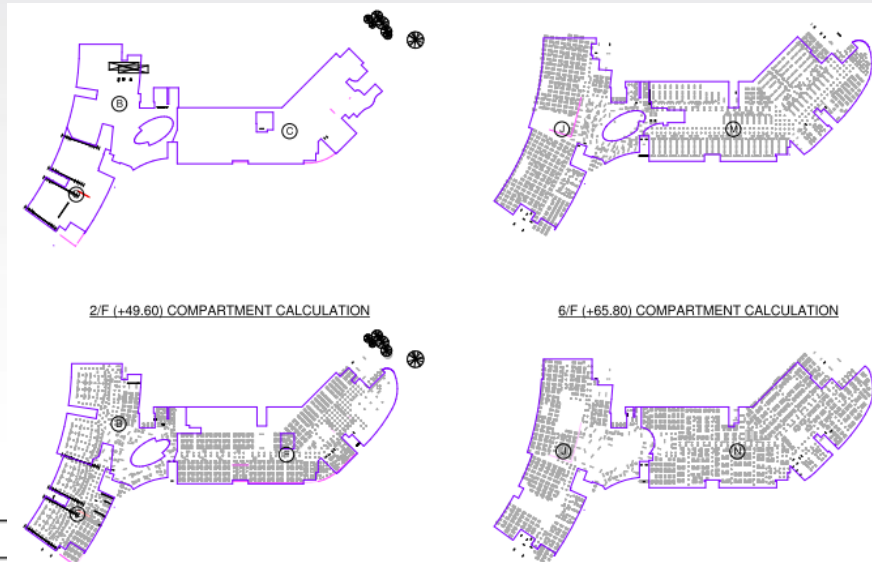 B
C
J
M
2/F (+49.60) COMPARTMENT CALCULATION
6/F (+65.80) COMPARTMENT CALCULATION
F
J
N